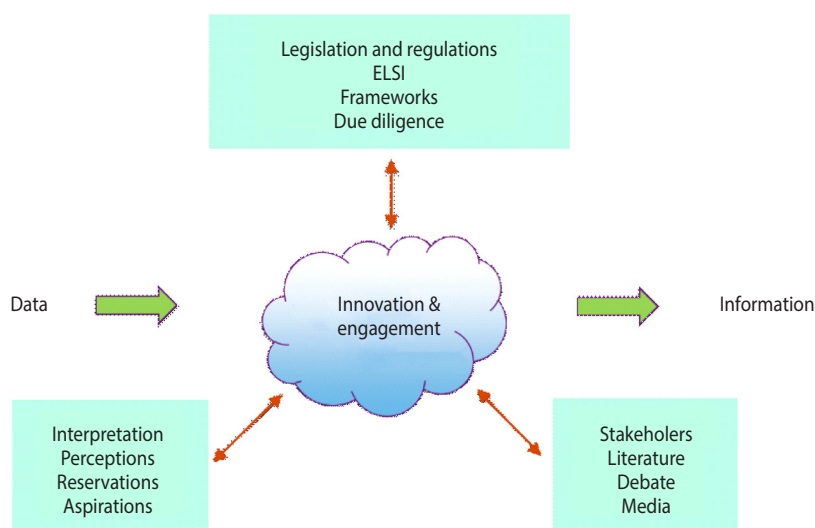 Legislation and regulations
ELSI
Frameworks
Due diligence
Data
Innovation &
engagement
Information
Interpretation
Perceptions
Reservations
Aspirations
Stakeholers
Literature
Debate
Media